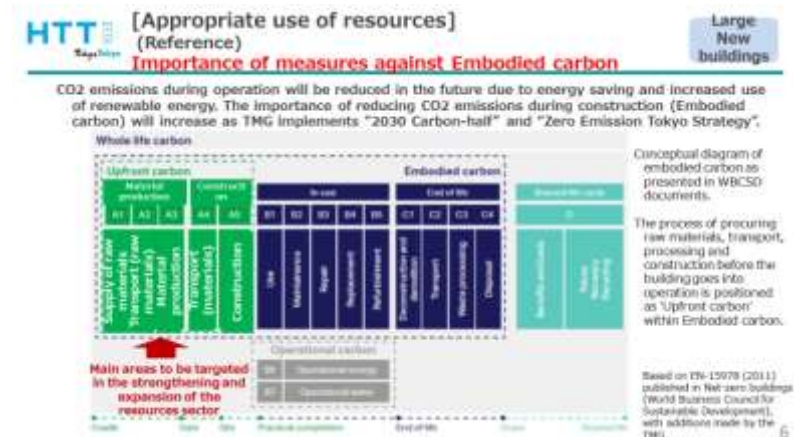 HTT
TokyoTokyo
[Appropriate use of resources]
(Reference)
Importance of measures against Embodied carbon
Large
New
buildings
CO2 emissions during operation will be reduced in the future due to energy saving and increased use
of renewable energy. The importance of reducing CO2 emissions during construction (Embodied
carbon) will increase as TMG implements "2030 Carbon-half" and "Zero Emission Tokyo Strategy".
Whole life carbon
Upfront carbon
Embodied carbon
Material
production
Constructi
on
In-use
End of life
A1 A2 A3 A4 A5 B1 B2 B3 B4 B5 C1 C2 C3 C4 D
Supply of raw
materials
Transport (raw
materials)
Material
production
Transport
(materials)
Construction
Use
Maintenance
Repair
Replacement
Refurbishment
Deconstruction and
demolition
Transport
Waste processing
Disposal
Reuse
Recovery
Recycling
Operational carbon
B6 Operational energy
B7 Operational water
Main areas to be targeted
in the strengthening and
expansion of the
resources sector
Practical completion
End of life
Conceptual diagram of
embodied carbon as
presented in WBCSD
documents.
The process of procuring
raw materials, transport,
processing and
construction before the
building goes into
operation is positioned
as 'Upfront carbon'
within Embodied carbon.
Based on EN-15978 (2011)
published in Net-zero buildings
(World Business Council for
Sustainable Development),
with additions made by the
TMG
6